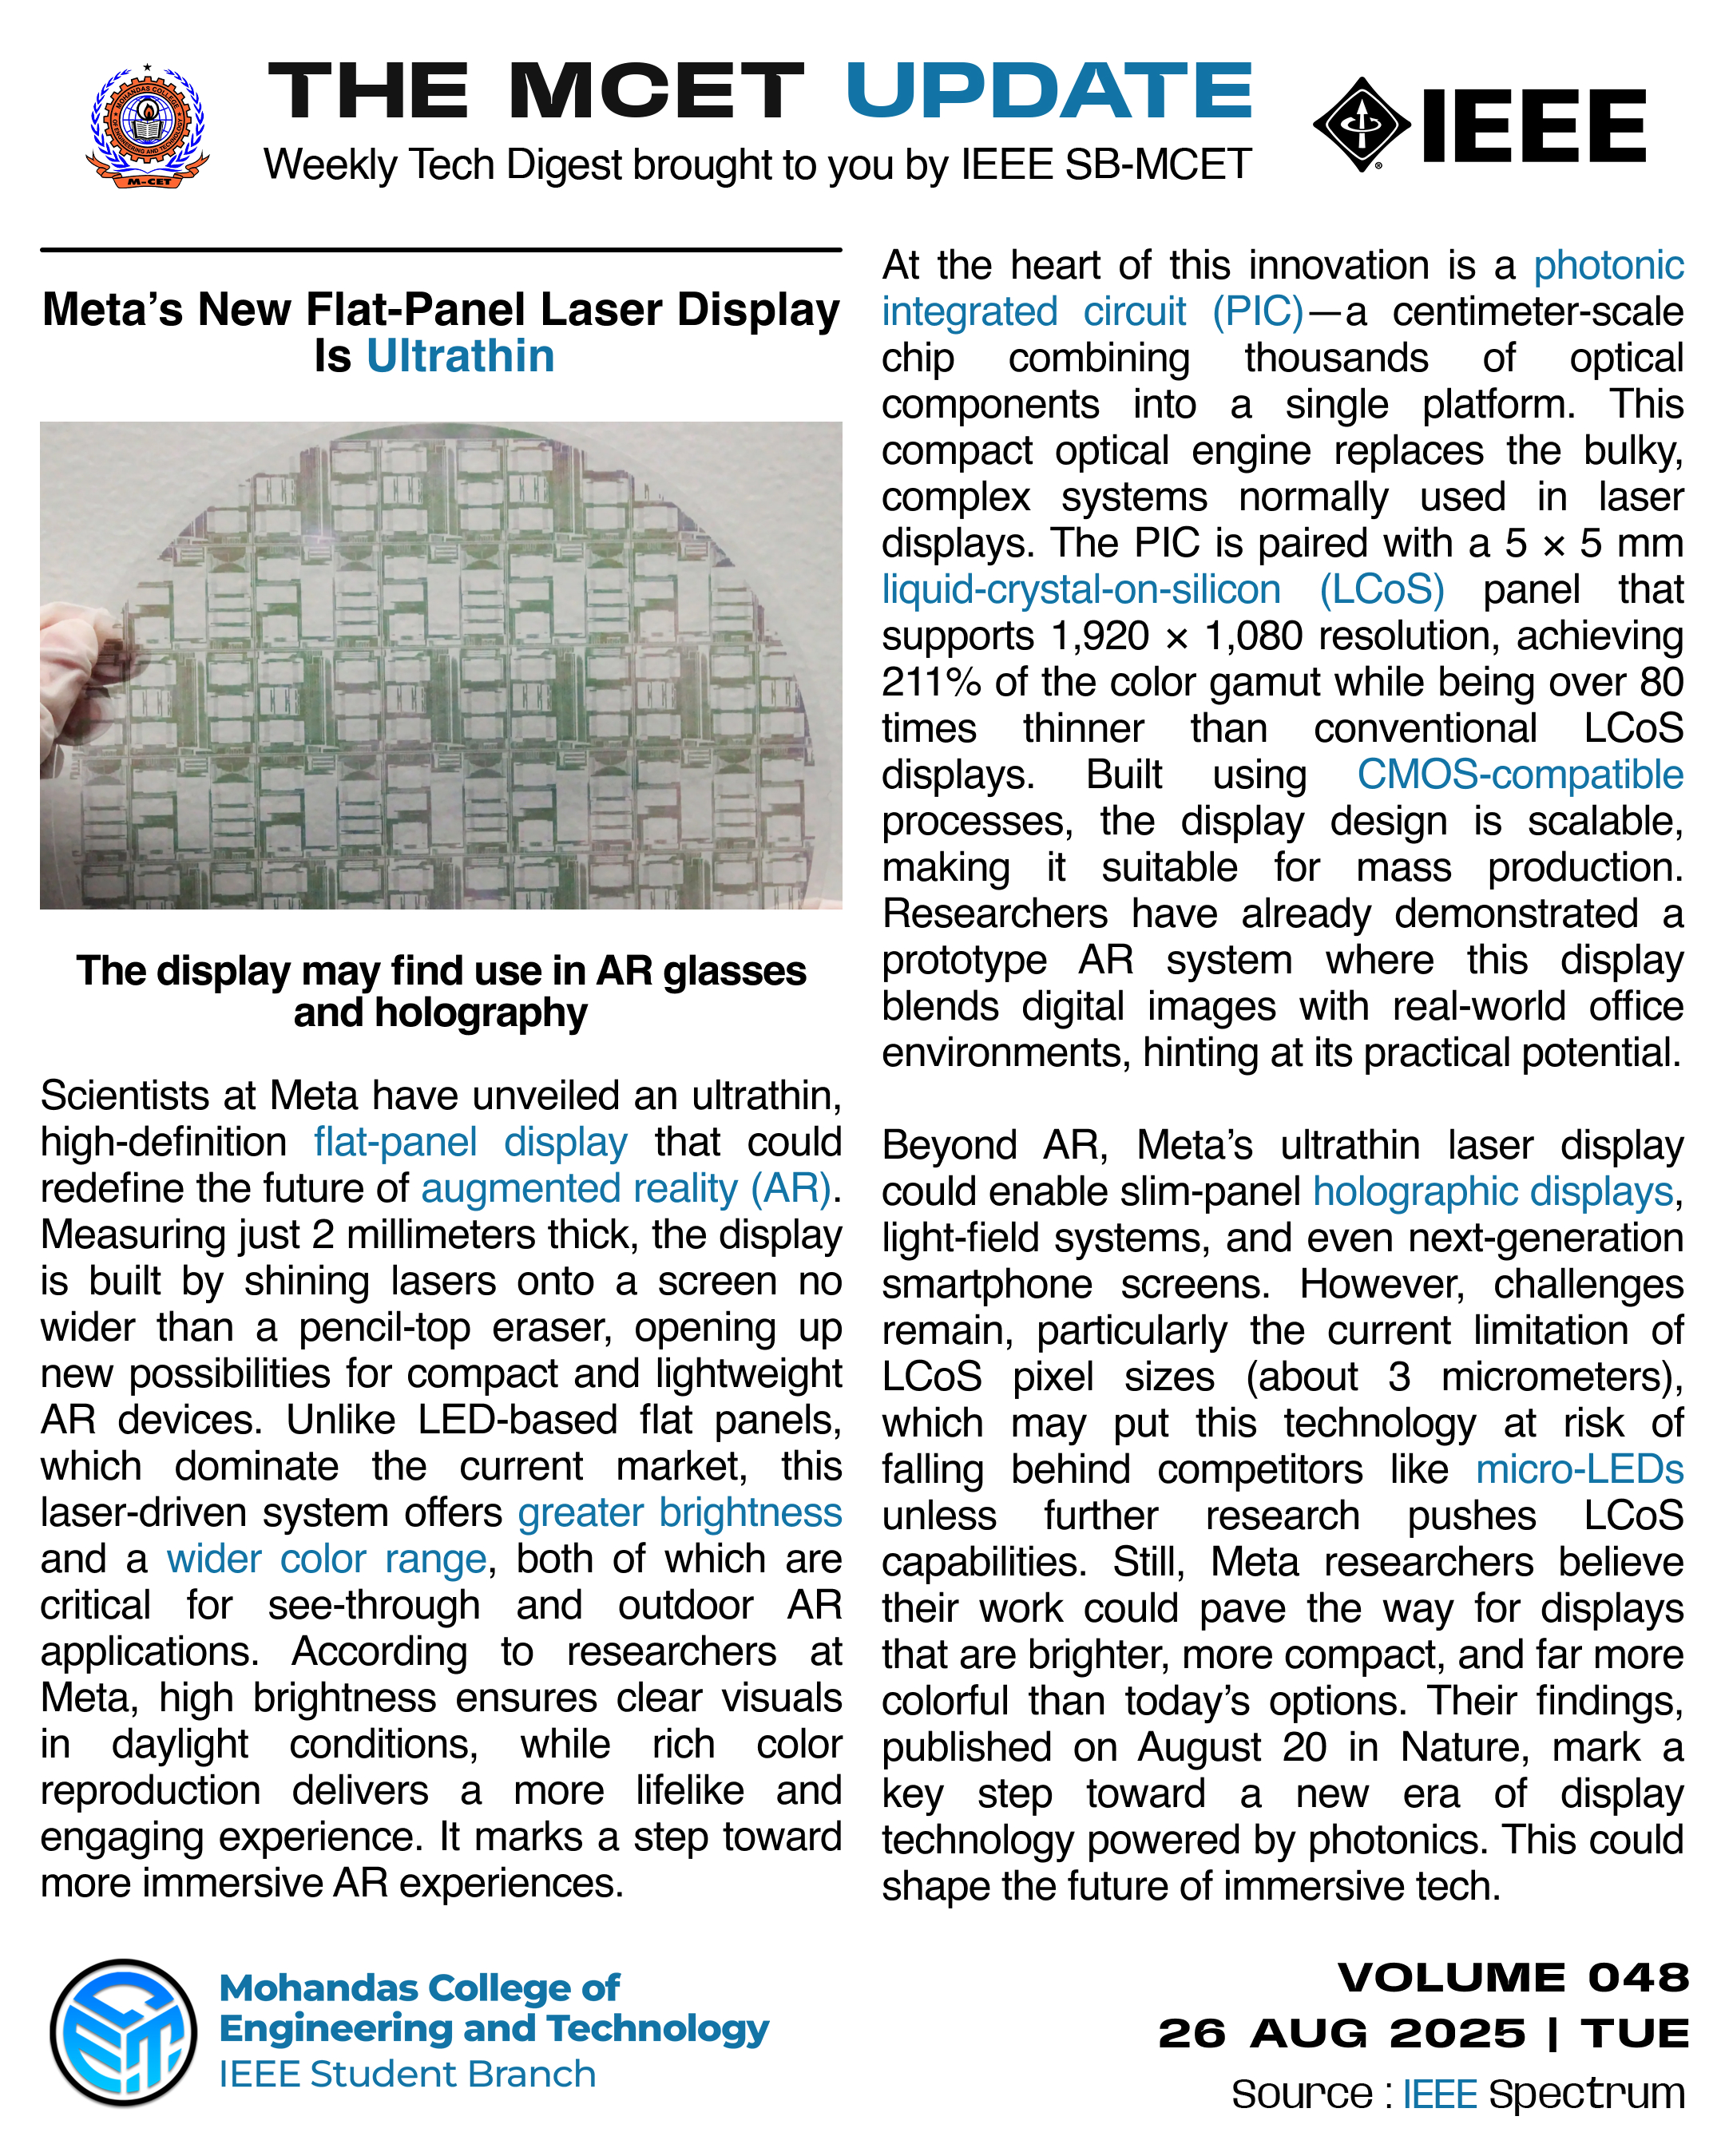 THE MCET UPDATE
Weekly Tech Digest brought to you by IEEE SB-MCET
MOHANDAS COLLEGE
OF ENGINEERING AND TECHNOLOGY
M-CET
IEEE
Meta’s New Flat-Panel Laser Display
Is Ultrathin
The display may find use in AR glasses
and holography
Scientists at Meta have unveiled an ultrathin,
high-definition flat-panel display that could
redefine the future of augmented reality (AR).
Measuring just 2 millimeters thick, the display
is built by shining lasers onto a screen no
wider than a pencil-top eraser, opening up
new possibilities for compact and lightweight
AR devices. Unlike LED-based flat panels,
which dominate the current market, this
laser-driven system offers greater brightness
and a wider color range, both of which are
critical for see-through and outdoor AR
applications. According to researchers at
Meta, high brightness ensures clear visuals
in daylight conditions, while rich color
reproduction delivers a more lifelike and
engaging experience. It marks a step toward
more immersive AR experiences.
At the heart of this innovation is a photonic
integrated circuit (PIC)—a centimeter-scale
chip combining thousands of optical
components into a single platform. This
compact optical engine replaces the bulky,
complex systems normally used in laser
displays. The PIC is paired with a 5 × 5 mm
liquid-crystal-on-silicon (LCoS) panel that
supports 1,920 × 1,080 resolution, achieving
211% of the color gamut while being over 80
times thinner than conventional LCoS
displays. Built using CMOS-compatible
processes, the display design is scalable,
making it suitable for mass production.
Researchers have already demonstrated a
prototype AR system where this display
blends digital images with real-world office
environments, hinting at its practical potential.
Beyond AR, Meta’s ultrathin laser display
could enable slim-panel holographic displays,
light-field systems, and even next-generation
smartphone screens. However, challenges
remain, particularly the current limitation of
LCoS pixel sizes (about 3 micrometers),
which may put this technology at risk of
falling behind competitors like micro-LEDs
unless further research pushes LCoS
capabilities. Still, Meta researchers believe
their work could pave the way for displays
that are brighter, more compact, and far more
colorful than today’s options. Their findings,
published on August 20 in Nature, mark a
key step toward a new era of display
technology powered by photonics. This could
shape the future of immersive tech.
Mohandas College of
Engineering and Technology
IEEE Student Branch
VOLUME 048
26 AUG 2025 | TUE
Source : IEEE Spectrum